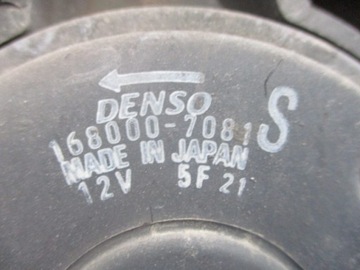 DENSO
168000-7081 S
MADE IN JAPAN
12V 5F 21